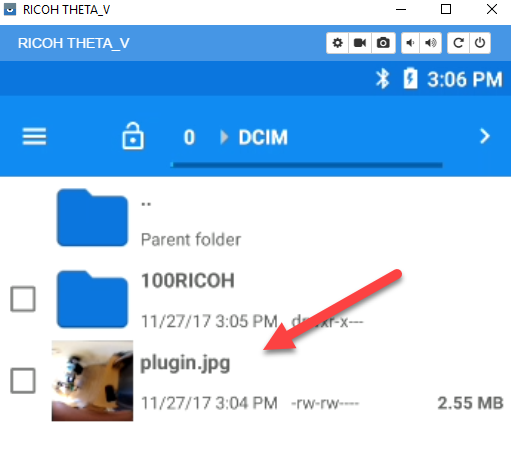 RICOH THETA_V
RICOH THETA_V
3:06 PM
0 DCIM
..
Parent folder
100RICOH
11/27/17 3:05 PM
plugin.jpg
11/27/17 3:04 PM -rw-rw---- 2.55 MB